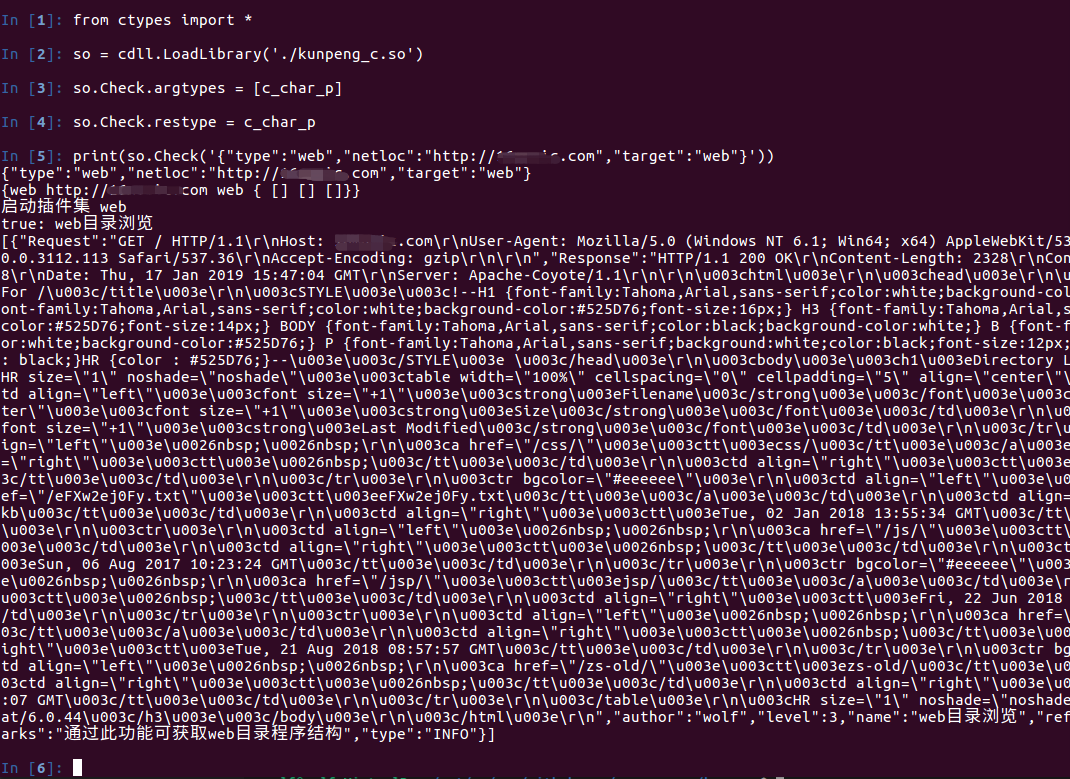 In [1]: from ctypes import *
In [2]: so = cdll.LoadLibrary('./kunpeng_c.so')
In [3]: so.Check.argtypes = [c_char_p]
In [4]: so.Check.restype = c_char_p
In [5]: print(so.Check('{"type":"web","netloc":"http://.com","target":"web"}'))
{"type":"web","netloc":"http://.com","target":"web"}
{web http://com web { [] [] []}}
启动插件集 web
true: web目录浏览
[{"Request":"GET / HTTP/1.1\r\nHost: .com\r\nUser-Agent: Mozilla/5.0 (Windows NT 6.1; Win64; x64) AppleWebKit/53
0.0.3112.113 Safari/537.36\r\nAccept-Encoding: gzip\r\n\r\n","Response":"HTTP/1.1 200 OK\r\nContent-Length: 2328\r\nCon
8\r\nDate: Thu, 17 Jan 2019 15:47:04 GMT\r\nServer: Apache-Coyote/1.1\r\n\r\n\u003chtml\u003e\r\n\u003chead\u003e\r\n\u
For /\u003c/title\u003e\r\n\u003cSTYLE\u003e\u003c!--H1 {font-family:Tahoma,Arial,sans-serif;color:white;background-col
ont-family:Tahoma,Arial,sans-serif;color:white;background-color:#525D76;font-size:16px;} H3 {font-family:Tahoma,Arial,s
color:#525D76;font-size:14px;} BODY {font-family:Tahoma,Arial,sans-serif;color:black;background-color:white;} B {font-f
or:white;background-color:#525D76;} P {font-family:Tahoma,Arial,sans-serif;background:white;color:black;font-size:12px;
: black;}HR {color : #525D76;}--\u003e\u003c/STYLE\u003e \u003c/head\u003e\r\n\u003cbody\u003e\u003ch1\u003eDirectory L
HR size=\"1\" noshade=\"noshade\"\u003e\u003ctable width=\"100%\" cellspacing=\"0\" cellpadding=\"5\" align=\"center\"\
td align=\"left\"\u003e\u003cfont size=\"+1\"\u003e\u003cstrong\u003eFilename\u003c/strong\u003e\u003c/font\u003e\u003c
ter\"\u003e\u003cfont size=\"+1\"\u003e\u003cstrong\u003eSize\u003c/strong\u003e\u003c/font\u003e\u003c/td\u003e\r\n\u0
font size=\"+1\"\u003e\u003cstrong\u003eLast Modified\u003c/strong\u003e\u003c/font\u003e\u003c/td\u003e\r\n\u003c/tr\u
ign=\"left\"\u003e\u0026nbsp;\u0026nbsp;\r\n\u003ca href=\"/css/\"\u003e\u003ctt\u003ecss/\u003c/tt\u003e\u003c/a\u003e
=\"right\"\u003e\u003ctt\u003e\u0026nbsp;\u003c/tt\u003e\u003c/td\u003e\r\n\u003ctd align=\"right\"\u003e\u003ctt\u003e
3c/tt\u003e\u003c/td\u003e\r\n\u003c/tr\u003e\r\n\u003ctr bgcolor=\"#eeeeee\"\u003e\r\n\u003ctd align=\"left\"\u003e\u0
ef=\"/eFXw2ej0Fy.txt\"\u003e\u003ctt\u003eeFXw2ej0Fy.txt\u003c/tt\u003e\u003c/a\u003e\u003c/td\u003e\r\n\u003ctd align=
kb\u003c/tt\u003e\u003c/td\u003e\r\n\u003ctd align=\"right\"\u003e\u003ctt\u003eTue, 02 Jan 2018 13:55:34 GMT\u003c/tt\
\u003e\r\n\u003ctr\u003e\r\n\u003ctd align=\"left\"\u003e\u0026nbsp;\u0026nbsp;\r\n\u003ca href=\"/js/\"\u003e\u003ctt\
003e\u003c/td\u003e\r\n\u003ctd align=\"right\"\u003e\u003ctt\u003e\u0026nbsp;\u003c/tt\u003e\u003c/td\u003e\r\n\u003ct
003eSun, 06 Aug 2017 10:23:24 GMT\u003c/tt\u003e\u003c/td\u003e\r\n\u003c/tr\u003e\r\n\u003ctr bgcolor=\"#eeeeee\"\u003
e\u0026nbsp;\u0026nbsp;\r\n\u003ca href=\"/jsp/\"\u003e\u003ctt\u003ejsp/\u003c/tt\u003e\u003c/a\u003e\u003c/td\u003e\r
\u003ctt\u003e\u0026nbsp;\u003c/tt\u003e\u003c/td\u003e\r\n\u003ctd align=\"right\"\u003e\u003ctt\u003eFri, 22 Jun 2018
/td\u003e\r\n\u003c/tr\u003e\r\n\u003ctr\u003e\r\n\u003ctd align=\"left\"\u003e\u0026nbsp;\u0026nbsp;\r\n\u003ca href=\
03c/tt\u003e\u003c/a\u003e\u003c/td\u003e\r\n\u003ctd align=\"right\"\u003e\u003ctt\u003e\u0026nbsp;\u003c/tt\u003e\u00
ight\"\u003e\u003ctt\u003eTue, 21 Aug 2018 08:57:57 GMT\u003c/tt\u003e\u003c/td\u003e\r\n\u003c/tr\u003e\r\n\u003ctr bg
td align=\"left\"\u003e\u0026nbsp;\u0026nbsp;\r\n\u003ca href=\"/zs-old/\"\u003e\u003ctt\u003ezs-old/\u003c/tt\u003e\u0
03ctd align=\"right\"\u003e\u003ctt\u003e\u0026nbsp;\u003c/tt\u003e\u003c/td\u003e\r\n\u003ctd align=\"right\"\u003e\u0
:07 GMT\u003c/tt\u003e\u003c/td\u003e\r\n\u003c/tr\u003e\r\n\u003c/table\u003e\r\n\u003cHR size=\"1\" noshade=\"noshade
at/6.0.44\u003c/h3\u003e\u003c/body\u003e\r\n\u003c/html\u003e\r\n","author":"wolf","level":3,"name":"web目录浏览","ref
arks":"通过此功能可获取web目录程序结构","type":"INFO"}]
In [6]: